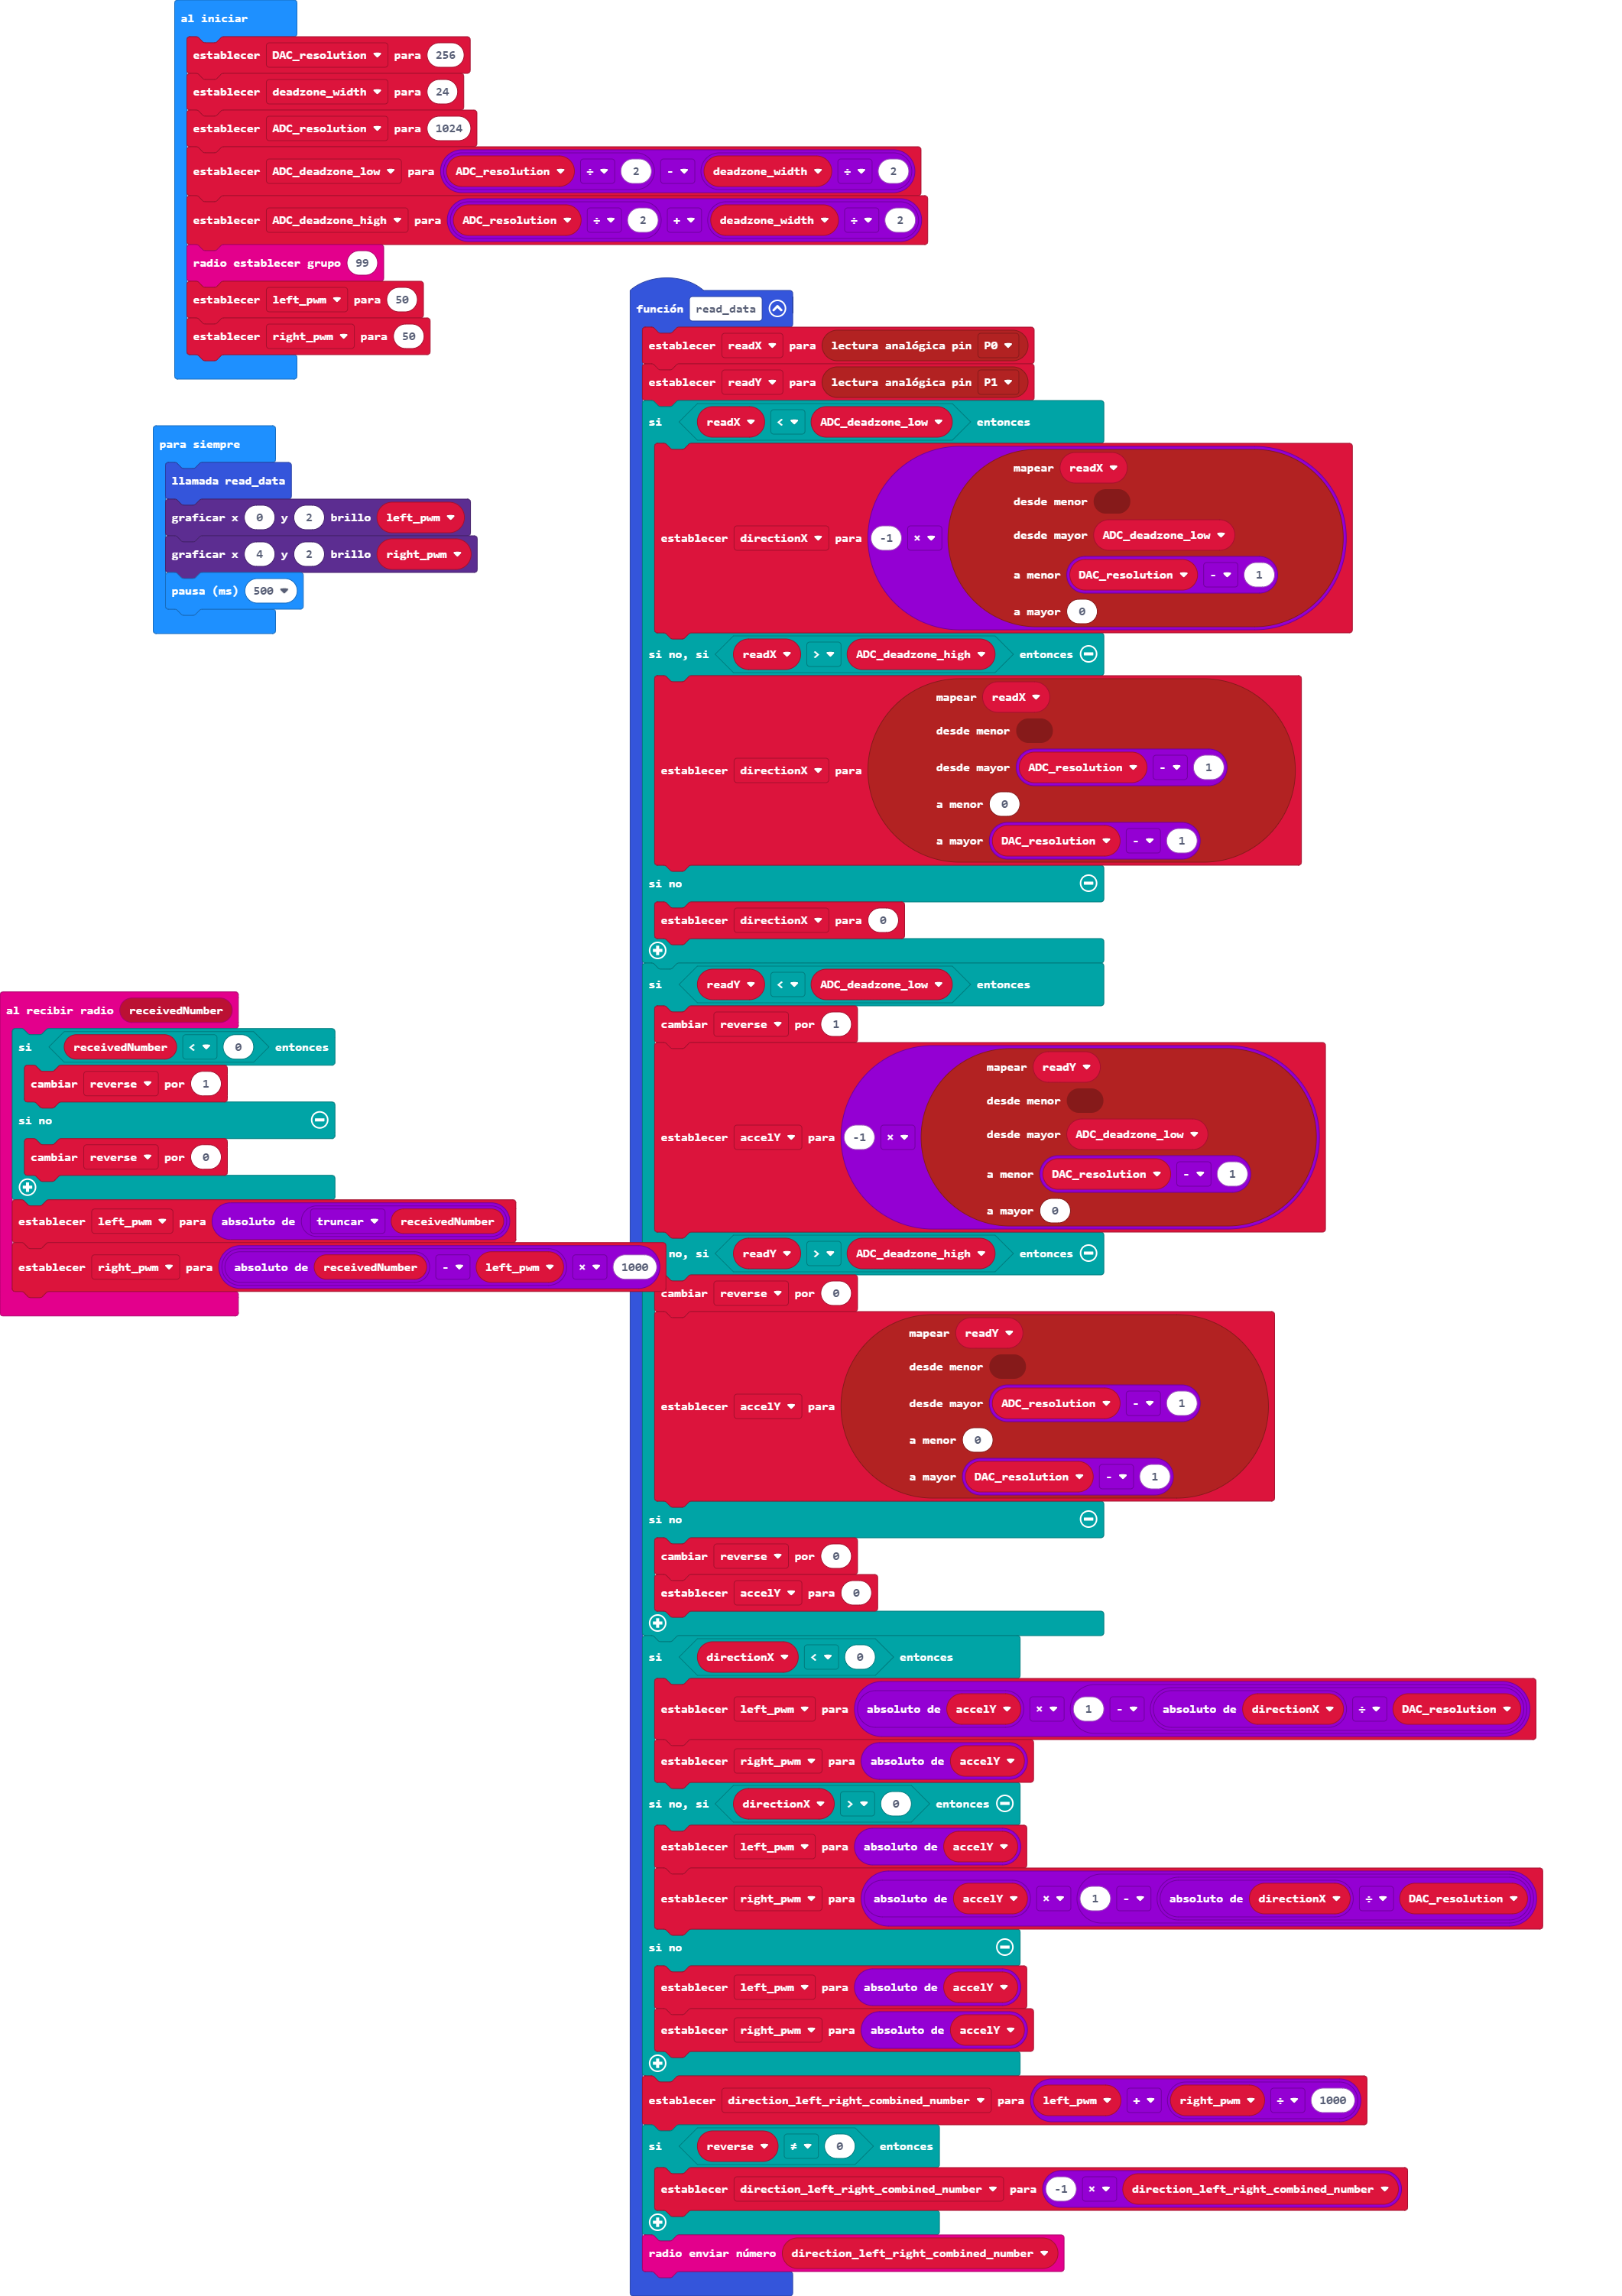 al iniciar
establecer DAC_resolution para 256
establecer deadzone_width para 24
establecer ADC_resolution para 1024
establecer ADC_deadzone_low para ADC_resolution ÷ 2 - deadzone_width ÷ 2
establecer ADC_deadzone_high para ADC_resolution ÷ 2 + deadzone_width ÷ 2
radio establecer grupo 99
establecer left_pwm para 50
establecer right_pwm para 50
para siempre
llamada read_data
graficar x 0 y 2 brillo left_pwm
graficar x 4 y 2 brillo right_pwm
pausa (ms) 500
al recibir radio receivedNumber
si receivedNumber < 0 entonces
cambiar reverse por 1
si no
cambiar reverse por 0
establecer left_pwm para absoluto de truncar receivedNumber
establecer right_pwm para absoluto de receivedNumber - left_pwm × 1000
función read_data
establecer readX para lectura analógica pin P0
establecer readY para lectura analógica pin P1
si readX < ADC_deadzone_low entonces
mapear readX
desde menor
desde mayor ADC_deadzone_low
establecer directionX para -1 ×
a menor DAC_resolution - 1
a mayor 0
si no, si readX > ADC_deadzone_high entonces
mapear readX
desde menor
desde mayor ADC_resolution - 1
establecer directionX para
a menor 0
a mayor DAC_resolution - 1
si no
establecer directionX para 0
si readY < ADC_deadzone_low entonces
cambiar reverse por 1
mapear readY
desde menor
desde mayor ADC_deadzone_low
establecer accelY para -1 ×
a menor DAC_resolution - 1
a mayor 0
no, si readY > ADC_deadzone_high entonces
cambiar reverse por 0
mapear readY
desde menor
desde mayor ADC_resolution - 1
establecer accelY para
a menor 0
a mayor DAC_resolution - 1
si no
cambiar reverse por 0
establecer accelY para 0
si directionX < 0 entonces
establecer left_pwm para absoluto de accelY × 1 - absoluto de directionX ÷ DAC_resolution
establecer right_pwm para absoluto de accelY
si no, si directionX > 0 entonces
establecer left_pwm para absoluto de accelY
establecer right_pwm para absoluto de accelY × 1 - absoluto de directionX ÷ DAC_resolution
si no
establecer left_pwm para absoluto de accelY
establecer right_pwm para absoluto de accelY
establecer direction_left_right_combined_number para left_pwm + right_pwm ÷ 1000
si reverse ≠ 0 entonces
establecer direction_left_right_combined_number para -1 × direction_left_right_combined_number
radio enviar número direction_left_right_combined_number